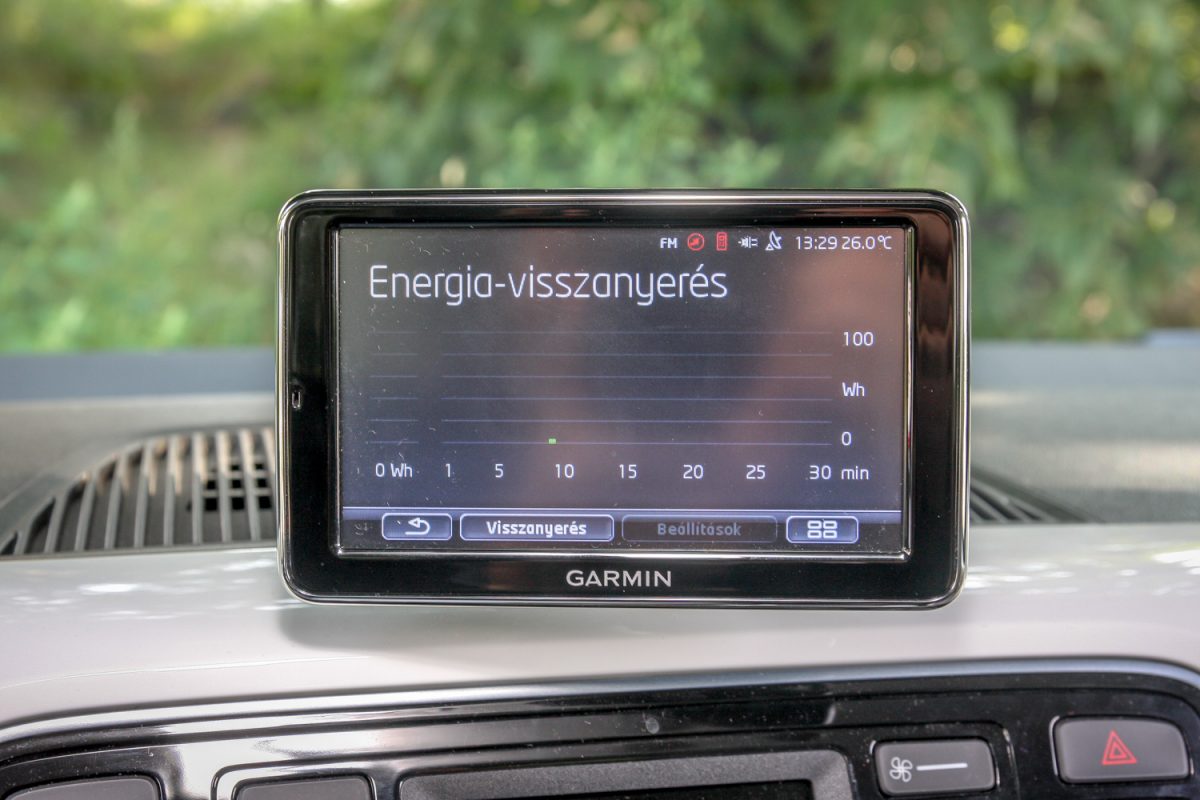 FM 13:29 26.0°C
Energia-visszanyerés
100
Wh
0
0 Wh 1 5 10 15 20 25 30 min
Visszanyerés Beállítások
GARMIN